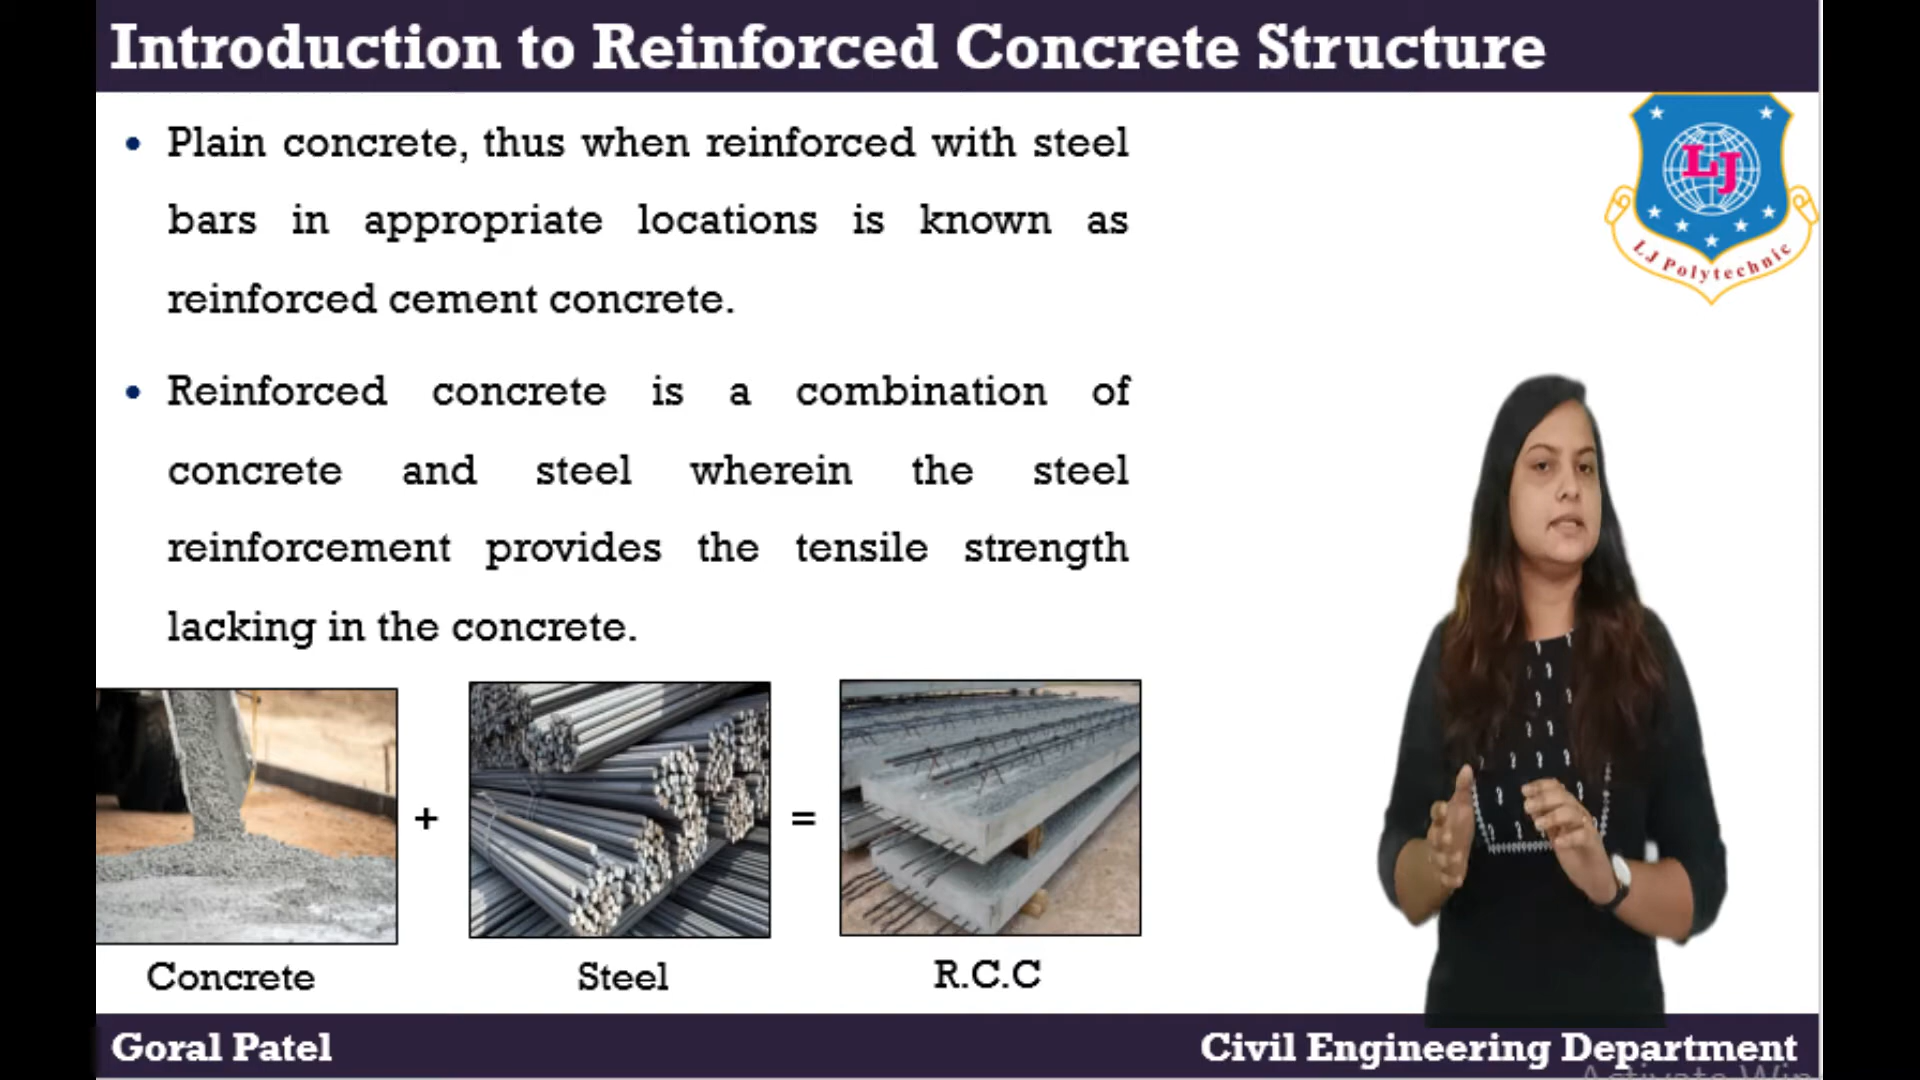 Introduction to Reinforced Concrete Structure
• Plain concrete, thus when reinforced with steel
bars in appropriate locations is known as
reinforced cement concrete.
• Reinforced concrete is a combination of
concrete and steel wherein the steel
reinforcement provides the tensile strength
lacking in the concrete.
LJ
LJ Polytechnic
+
=
Concrete
Steel
R.C.C
Goral Patel
Civil Engineering Department